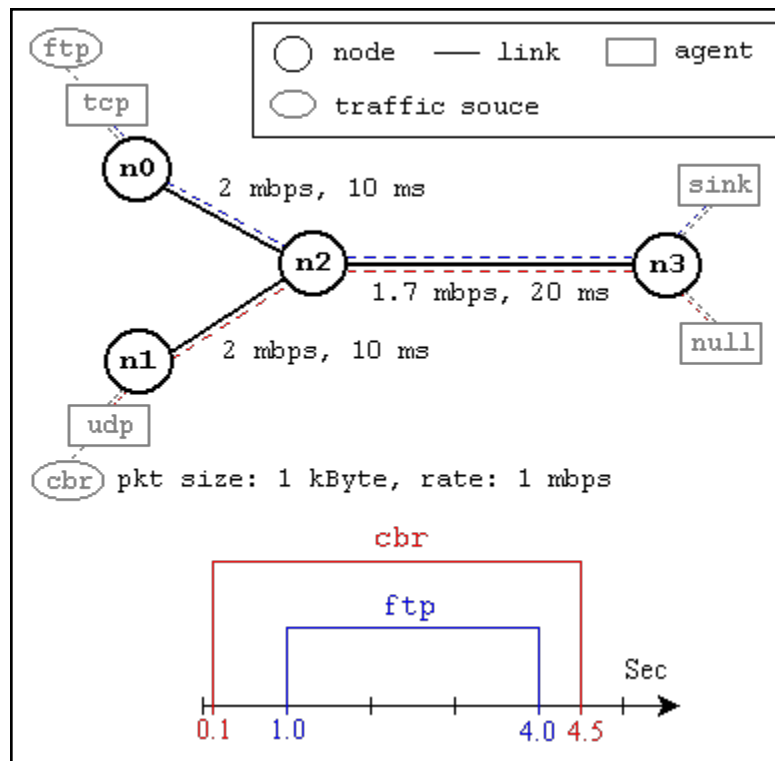 ftp
node
link
agent
tcp
traffic souce
n0
2 mbps, 10 ms
sink
n2
n3
1.7 mbps, 20 ms
n1
2 mbps, 10 ms
null
udp
cbr
pkt size: 1 kByte, rate: 1 mbps
cbr
ftp
Sec
0.1
1.0
4.0
4.5